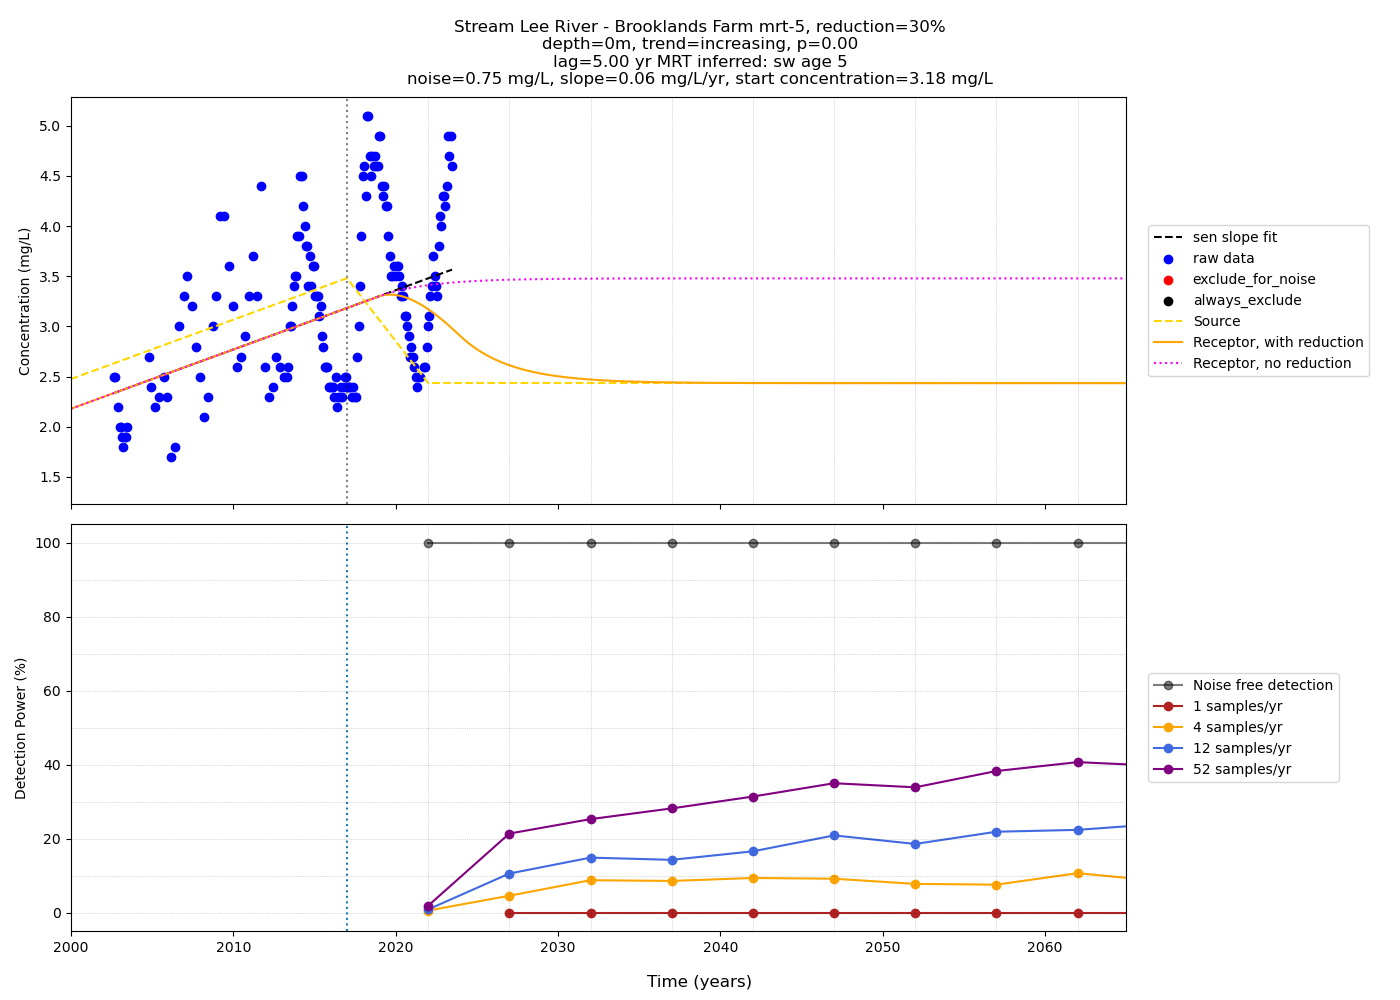 Stream Lee River - Brooklands Farm mrt-5, reduction=30%
depth=0m, trend=increasing, p=0.00
lag=5.00 yr MRT inferred: sw age 5
noise=0.75 mg/L, slope=0.06 mg/L/yr, start concentration=3.18 mg/L
Concentration (mg/L)
5.0
4.5
4.0
3.5
3.0
2.5
2.0
1.5
sen slope fit
raw data
exclude_for_noise
always_exclude
Source
Receptor, with reduction
Receptor, no reduction
Detection Power (%)
100
80
60
40
20
0
Noise free detection
1 samples/yr
4 samples/yr
12 samples/yr
52 samples/yr
2000 2010 2020 2030 2040 2050 2060
Time (years)